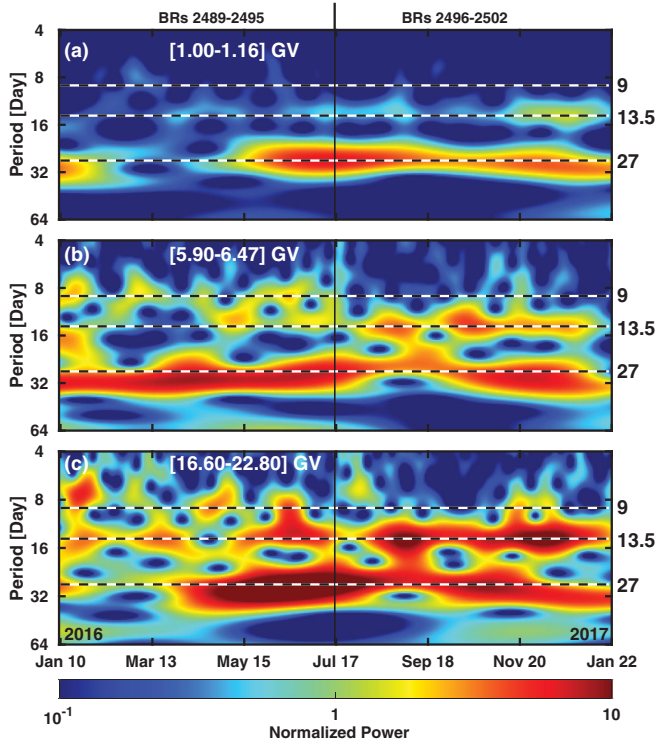 BRs 2489-2495 BRs 2496-2502
(a) [1.00-1.16] GV
4
8
16
32
64
Period [Day]
9
13.5
27
(b) [5.90-6.47] GV
4
8
16
32
64
Period [Day]
9
13.5
27
(c) [16.60-22.80] GV
4
8
16
32
64
Period [Day]
9
13.5
27
2016 2017
Jan 10 Mar 13 May 15 Jul 17 Sep 18 Nov 20 Jan 22
10-1 1 10
Normalized Power